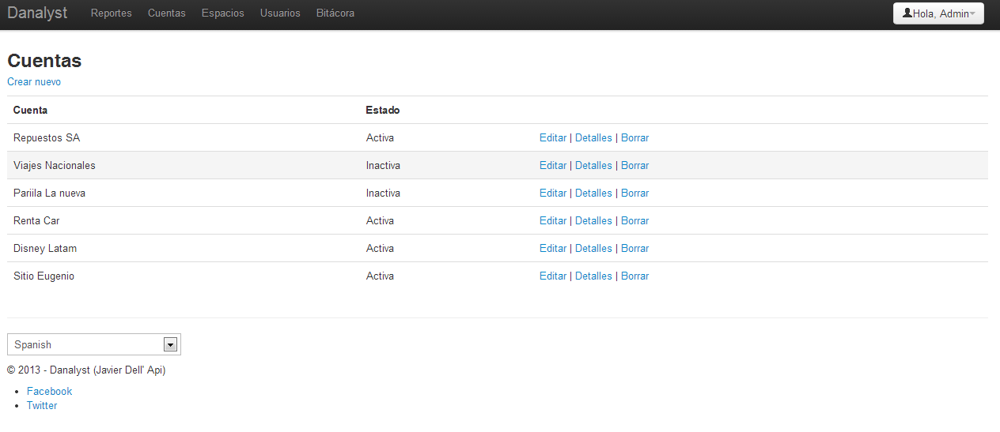 Danalyst Reportes Cuentas Espacios Usuarios Bitácora Hola, Admin
Cuentas
Crear nuevo
Cuenta Estado
Repuestos SA Activa Editar | Detalles | Borrar
Viajes Nacionales Inactiva Editar | Detalles | Borrar
Pariila La nueva Inactiva Editar | Detalles | Borrar
Renta Car Activa Editar | Detalles | Borrar
Disney Latam Activa Editar | Detalles | Borrar
Sitio Eugenio Activa Editar | Detalles | Borrar
Spanish
© 2013 - Danalyst (Javier Dell' Api)
• Facebook
• Twitter